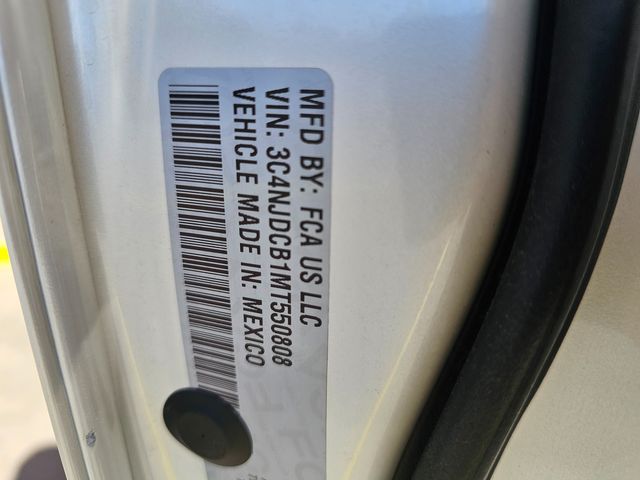 MFD BY: FCA US LLC
VIN: 3C4NJDCB1MT550808
VEHICLE MADE IN: MEXICO